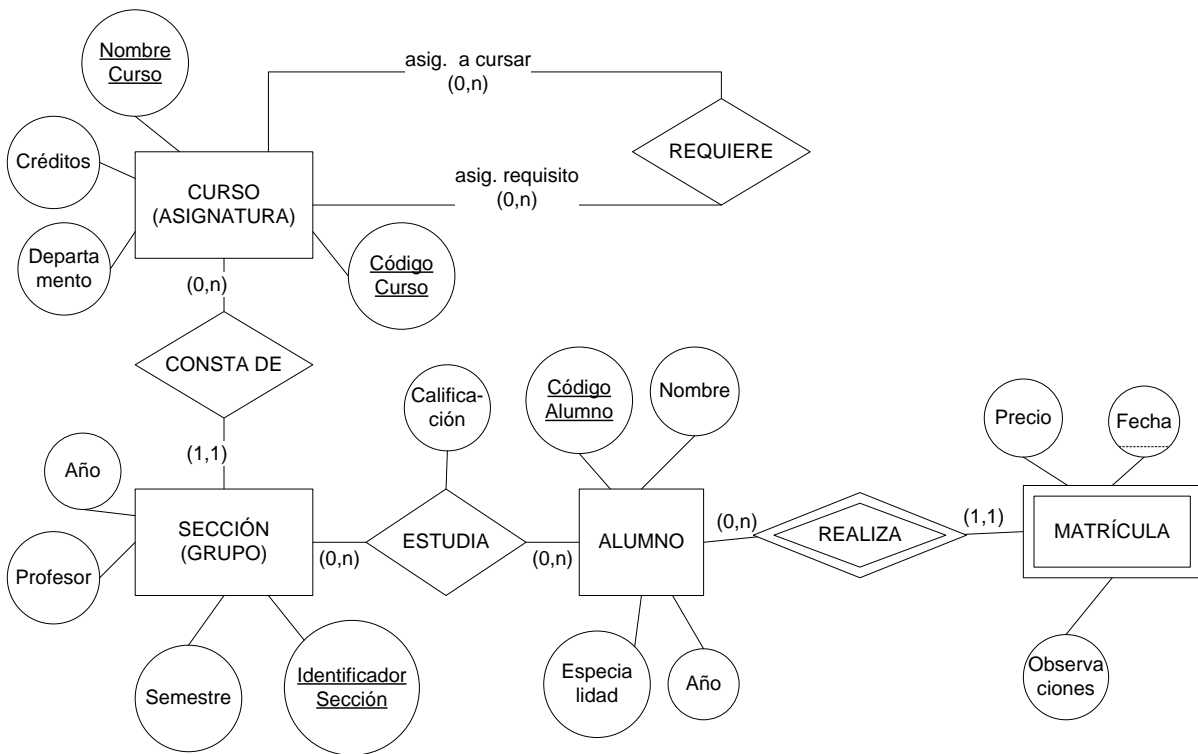 Nombre
Curso
asig. a cursar
(0,n)
Créditos
REQUIERE
CURSO
(ASIGNATURA)
asig. requisito
(0,n)
Departa
mento
Código
Curso
(0,n)
CONSTA DE
Califica-
ción
Código
Alumno
Nombre
Precio
Fecha
(1,1)
Año
SECCIÓN
(GRUPO)
(0,n)
ESTUDIA
(0,n)
ALUMNO
(0,n)
REALIZA
(1,1)
MATRÍCULA
Profesor
Semestre
Identificador
Sección
Especia
lidad
Año
Observa
ciones